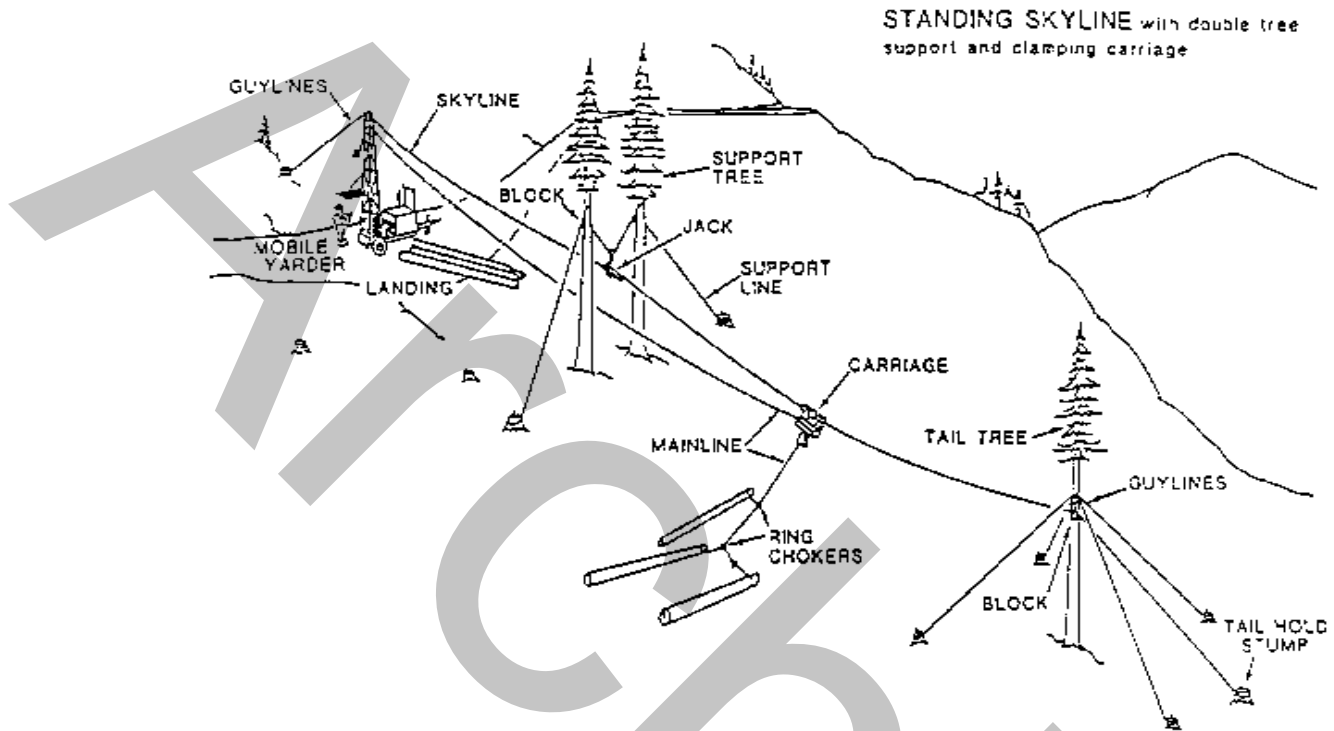 STANDING SKYLINE with double tree
support and clamping carriage
GUYLINES
SKYLINE
SUPPORT
TREE
BLOCK
JACK
MOBILE
YARDER
SUPPORT
LINE
LANDING
CARRIAGE
MAINLINE
TAIL TREE
GUYLINES
RING
CHOKERS
BLOCK
TAIL HOLD
STUMP
Arch